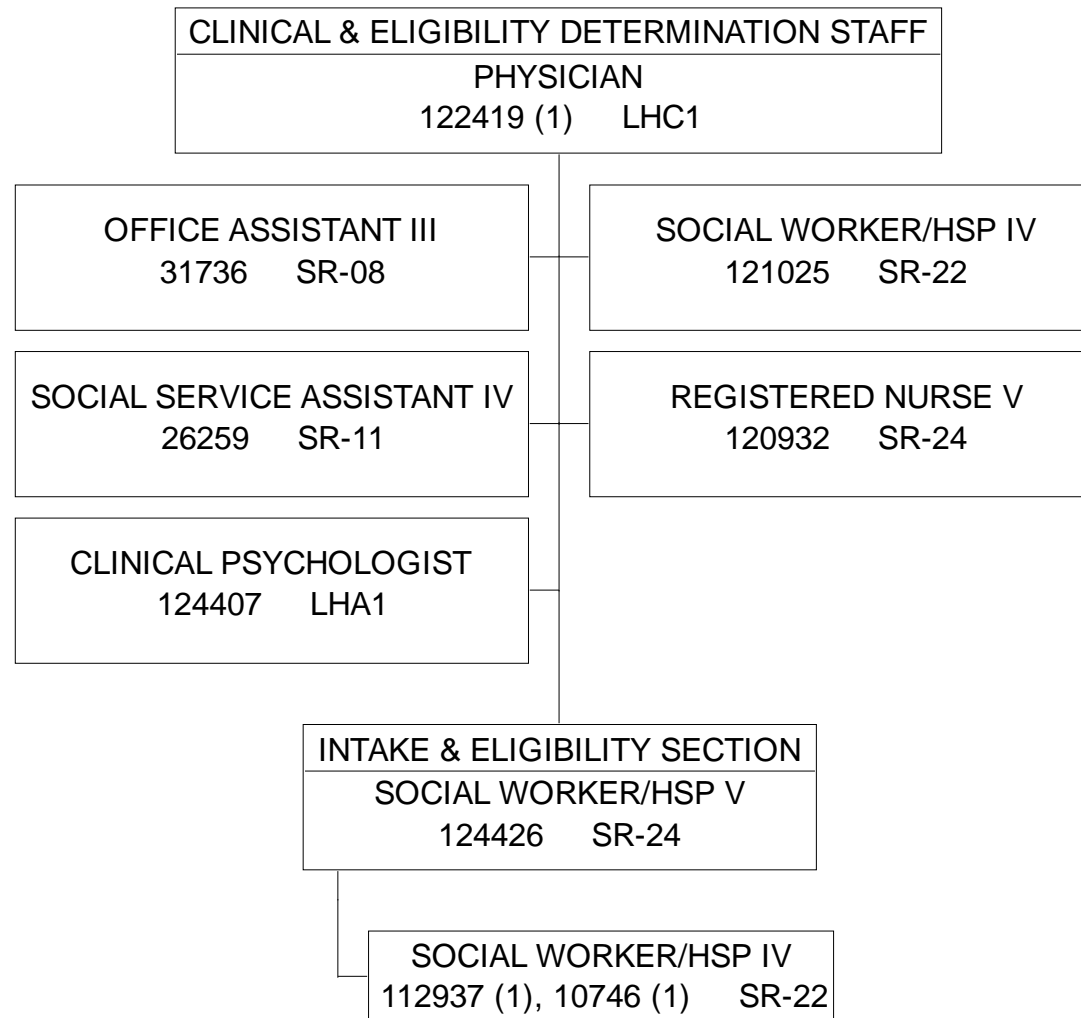 CLINICAL & ELIGIBILITY DETERMINATION STAFF
PHYSICIAN
122419 (1) LHC1
OFFICE ASSISTANT III
31736 SR-08
SOCIAL WORKER/HSP IV
121025 SR-22
SOCIAL SERVICE ASSISTANT IV
26259 SR-11
REGISTERED NURSE V
120932 SR-24
CLINICAL PSYCHOLOGIST
124407 LHA1
INTAKE & ELIGIBILITY SECTION
SOCIAL WORKER/HSP V
124426 SR-24
SOCIAL WORKER/HSP IV
112937 (1), 10746 (1) SR-22